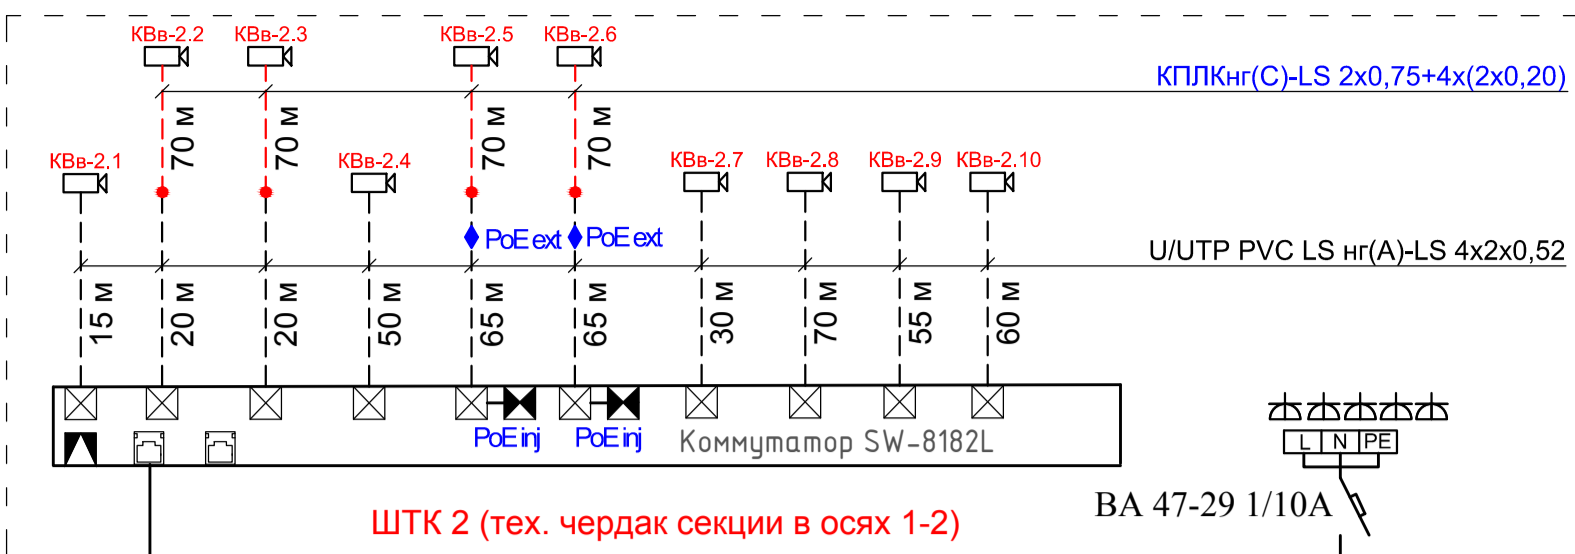 КВв-2.2 КВв-2.3 КВв-2.5 КВв-2.6
КПЛКнг(С)-LS 2x0,75+4x(2x0,20)
70 м 70 м 70 м 70 м
КВв-2.1 КВв-2.4 КВв-2.7 КВв-2.8 КВв-2.9 КВв-2.10
PoE ext PoE ext
U/UTP PVC LS нг(А)-LS 4x2x0,52
15 м 20 м 20 м 50 м 65 м 65 м 30 м 70 м 55 м 60 м
PoE inj PoE inj Коммутатор SW-8182L
L N PE
ВА 47-29 1/10А
ШТК 2 (тех. чердак секции в осях 1-2)